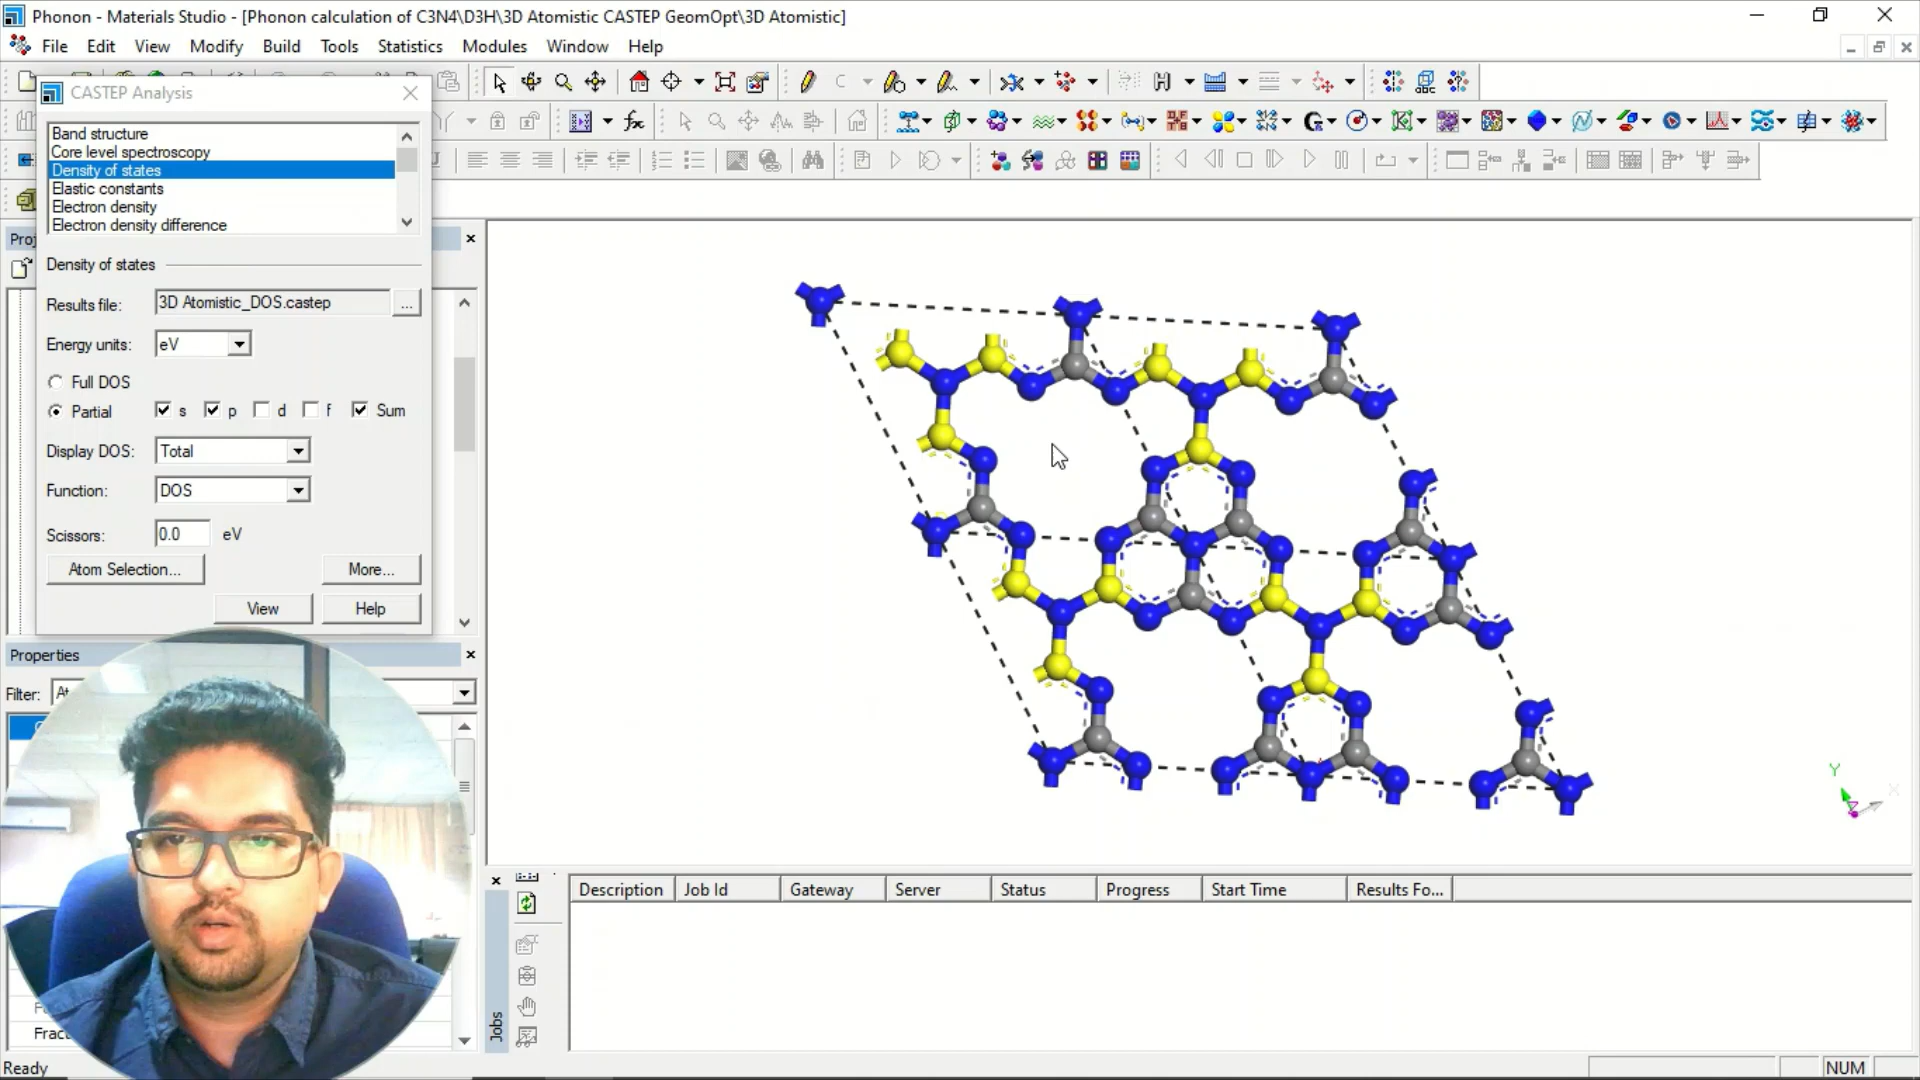 Phonon - Materials Studio - [Phonon calculation of C3N4\D3H\3D Atomistic CASTEP GeomOpt\3D Atomistic]
File Edit View Modify Build Tools Statistics Modules Window Help
CASTEP Analysis
Band structure
Core level spectroscopy
Density of states
Elastic constants
Electron density
Electron density difference
Proj
Density of states
Results file: 3D Atomistic_DOS.castep ...
Energy units: eV
Full DOS
Partial s p d f Sum
Display DOS: Total
Function: DOS
Scissors: 0.0 eV
Atom Selection... More...
View Help
Properties
Filter: At
Frac
Y
X
Description Job Id Gateway Server Status Progress Start Time Results Fo...
Jobs
Ready
NUM